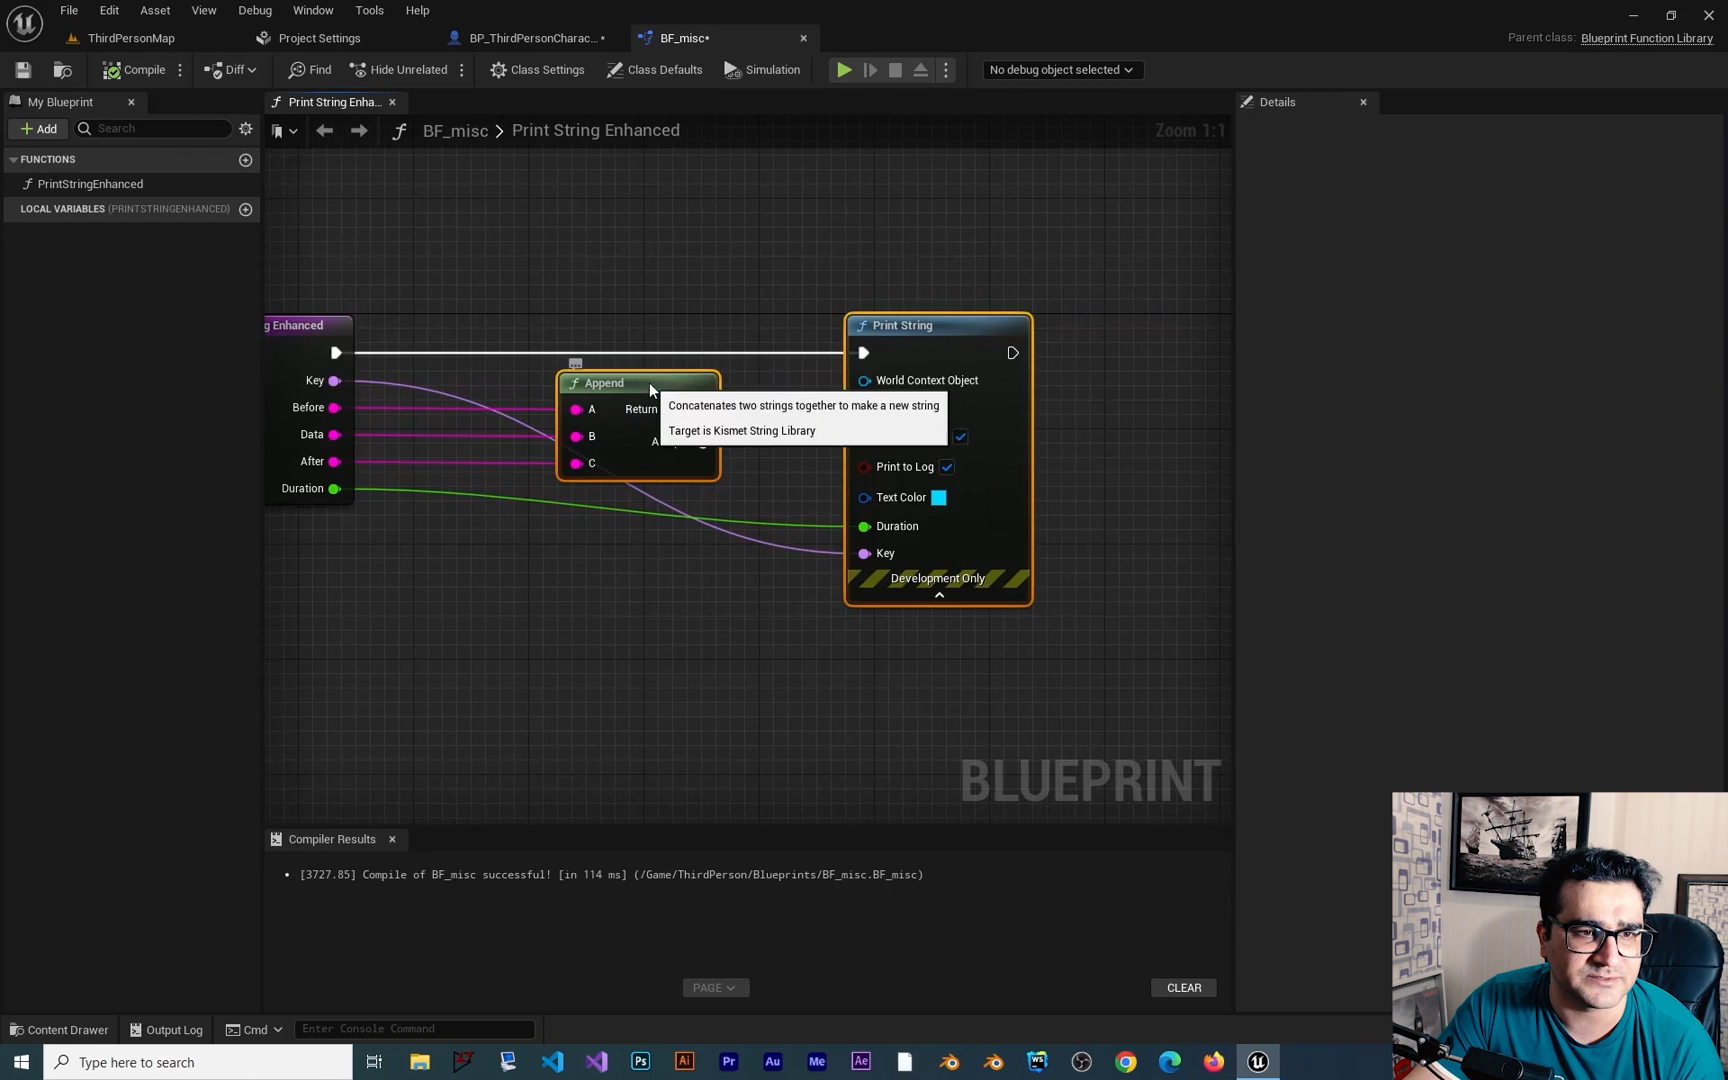 File Edit Asset View Debug Window Tools Help
ThirdPersonMap Project Settings BP_ThirdPersonCharac...* BF_misc*
Parent class: Blueprint Function Library
Compile Diff Find Hide Unrelated Class Settings Class Defaults Simulation No debug object selected
My Blueprint Print String Enha... Details
Add Search BF_misc > Print String Enhanced Zoom 1:1
FUNCTIONS
PrintStringEnhanced
LOCAL VARIABLES (PRINTSTRINGENHANCED)
g Enhanced
Key
Before
Data
After
Duration
Append
A Return
B A
C
Concatenates two strings together to make a new string
Target is Kismet String Library
Print String
World Context Object
Print to Log
Text Color
Duration
Key
Development Only
BLUEPRINT
Compiler Results
• [3727.85] Compile of BF_misc successful! [in 114 ms] (/Game/ThirdPerson/Blueprints/BF_misc.BF_misc)
PAGE CLEAR
Content Drawer Output Log Cmd Enter Console Command
Type here to search
Ps Ai Pr Au Me Ae